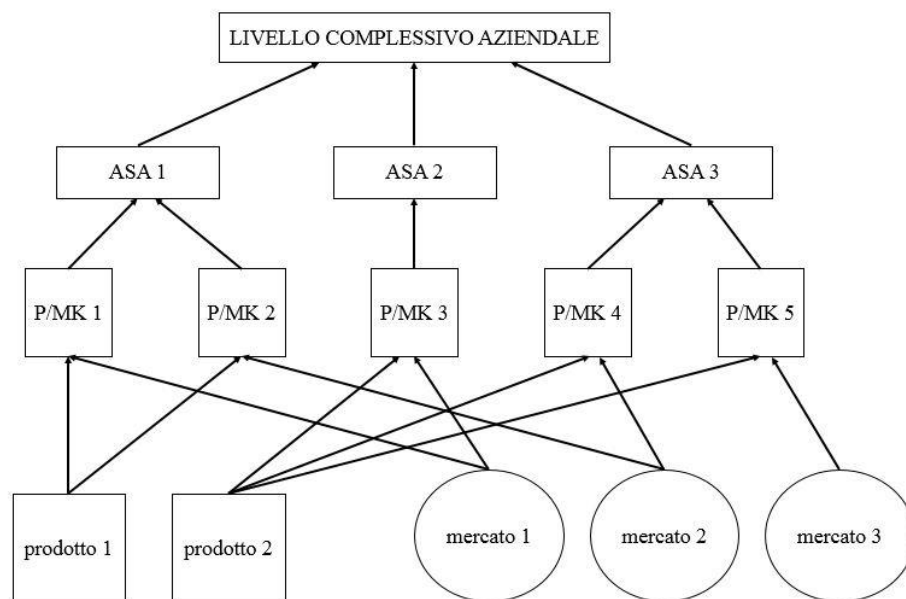 LIVELLO COMPLESSIVO AZIENDALE
ASA 1
ASA 2
ASA 3
P/MK 1
P/MK 2
P/MK 3
P/MK 4
P/MK 5
prodotto 1
prodotto 2
mercato 1
mercato 2
mercato 3